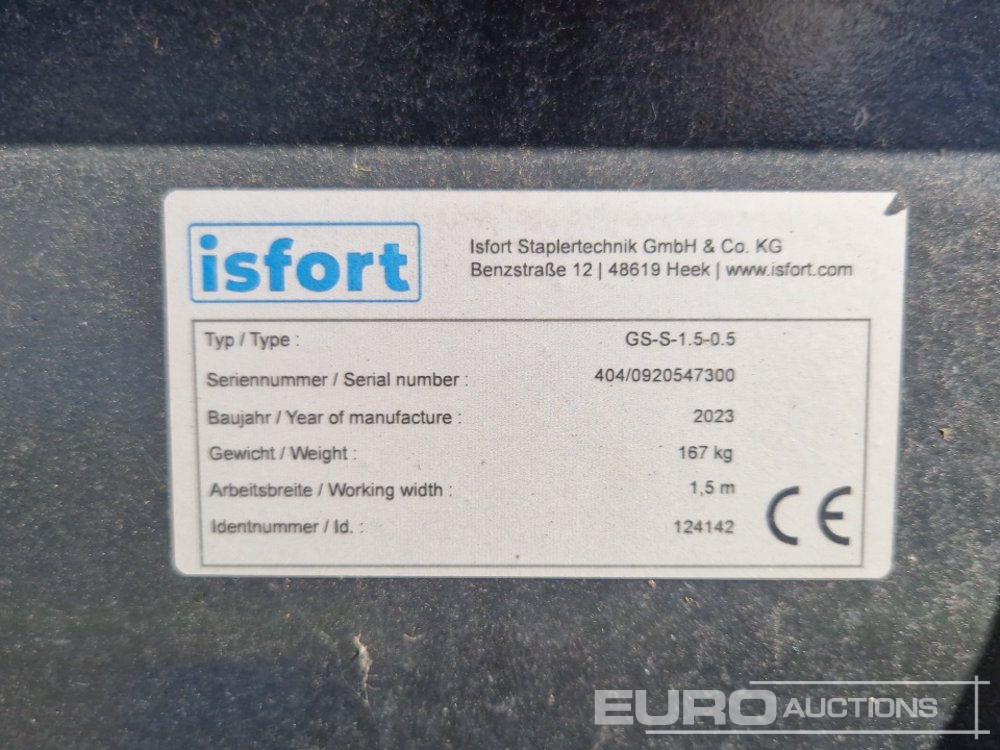 isfort
Isfort Staplertechnik GmbH & Co. KG
Benzstraße 12 | 48619 Heek | www.isfort.com
Typ / Type : GS-S-1.5-0.5
Seriennummer / Serial number : 404/0920547300
Baujahr / Year of manufacture : 2023
Gewicht / Weight : 167 kg
Arbeitsbreite / Working width : 1,5 m
Identnummer / Id. : 124142
CE
EURO AUCTIONS